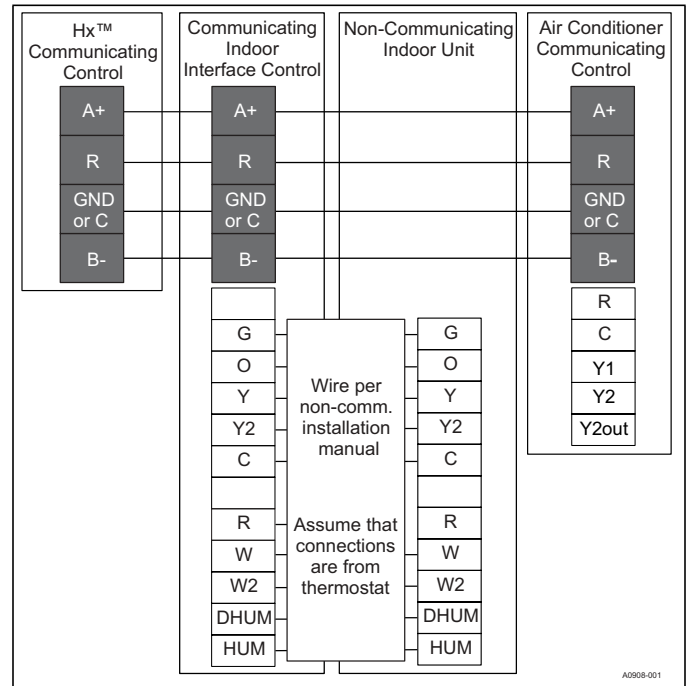 Hx™
Communicating
Control
A+
R
GND
or C
B-
Communicating
Indoor
Interface Control
A+
R
GND
or C
B-
G
O
Y
Y2
C
R
W
W2
DHUM
HUM
Wire per
non-comm.
installation
manual
Assume that
connections
are from
thermostat
Non-Communicating
Indoor Unit
G
O
Y
Y2
C
R
W
W2
DHUM
HUM
Air Conditioner
Communicating
Control
A+
R
GND
or C
B-
R
C
Y1
Y2
Y2out
A0908-001